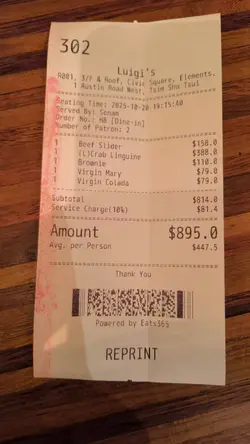 302
Luigi's
R001, 3/F & Roof, Civic Square, Elements,
1 Austin Road West, Tsim Sha Tsui
Seating Time: 2025-10-20 19:15:40
Served By: Senam
Order No.: H8 [Dine-in]
Number of Patron: 2
1 Beef Slider $158.0
1 (L)Crab Linguine $388.0
1 Brownie $110.0
1 Virgin Mary $79.0
1 Virgin Colada $79.0
Subtotal $814.0
Service Charge(10%) $81.4
Amount $895.0
Avg. per Person $447.5
Thank You
Powered by Eats365
REPRINT